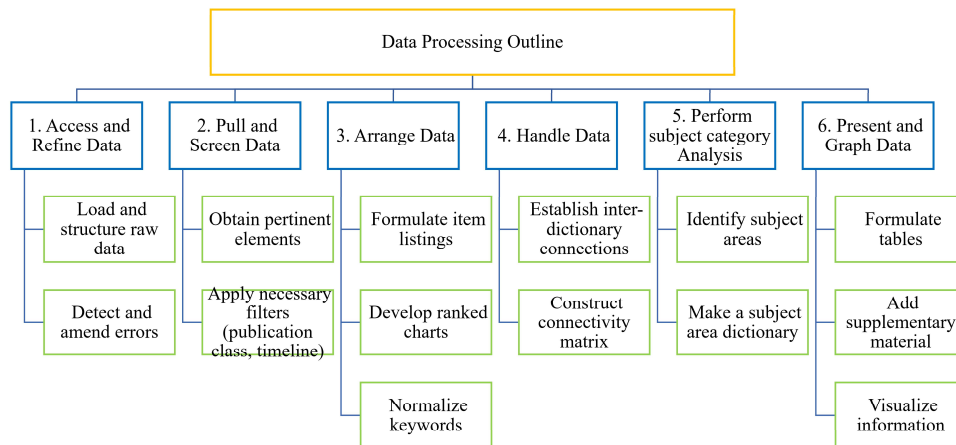 Data Processing Outline
1. Access and
Refine Data
2. Pull and
Screen Data
3. Arrange Data
4. Handle Data
5. Perform
subject category
Analysis
6. Present and
Graph Data
Load and
structure raw
data
Detect and
amend errors
Obtain pertinent
elements
Apply necessary
filters
(publication
class, timeline)
Formulate item
listings
Develop ranked
charts
Normalize
keywords
Establish inter-
dictionary
connections
Construct
connectivity
matrix
Identify subject
areas
Make a subject
area dictionary
Formulate
tables
Add
supplementary
material
Visualize
information